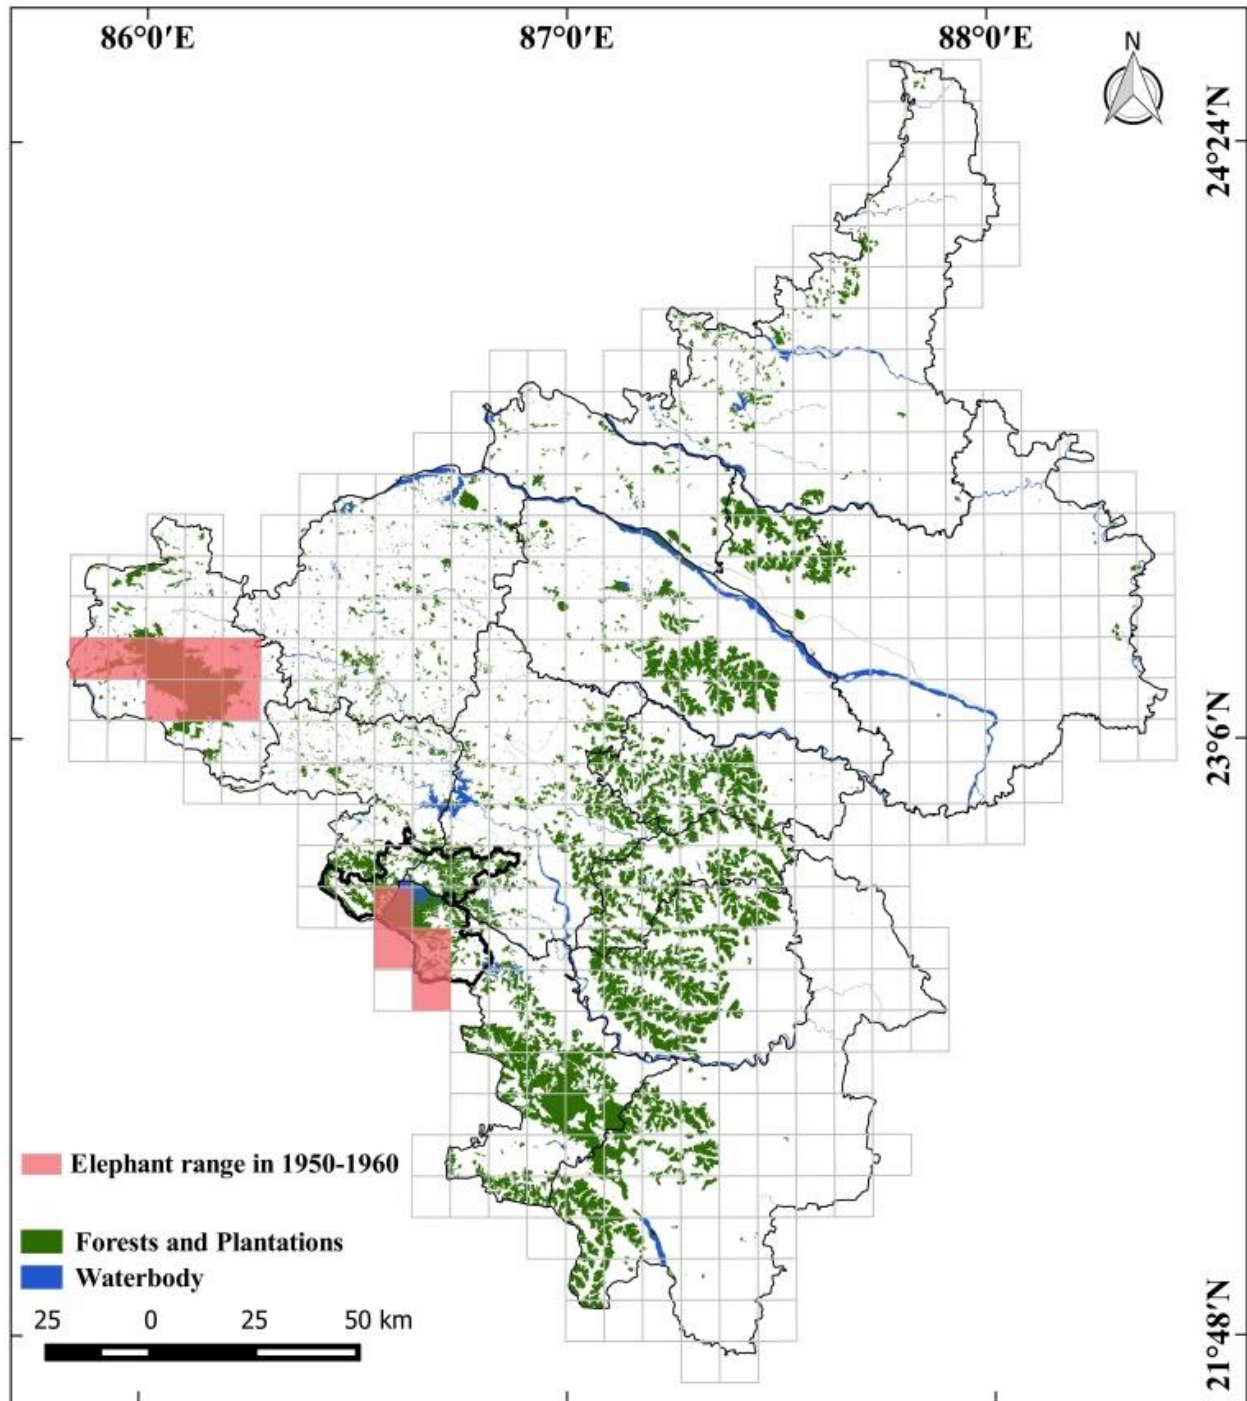 86°0′E 87°0′E 88°0′E
N
24°24′N
23°6′N
21°48′N
Elephant range in 1950-1960
Forests and Plantations
Waterbody
25 0 25 50 km